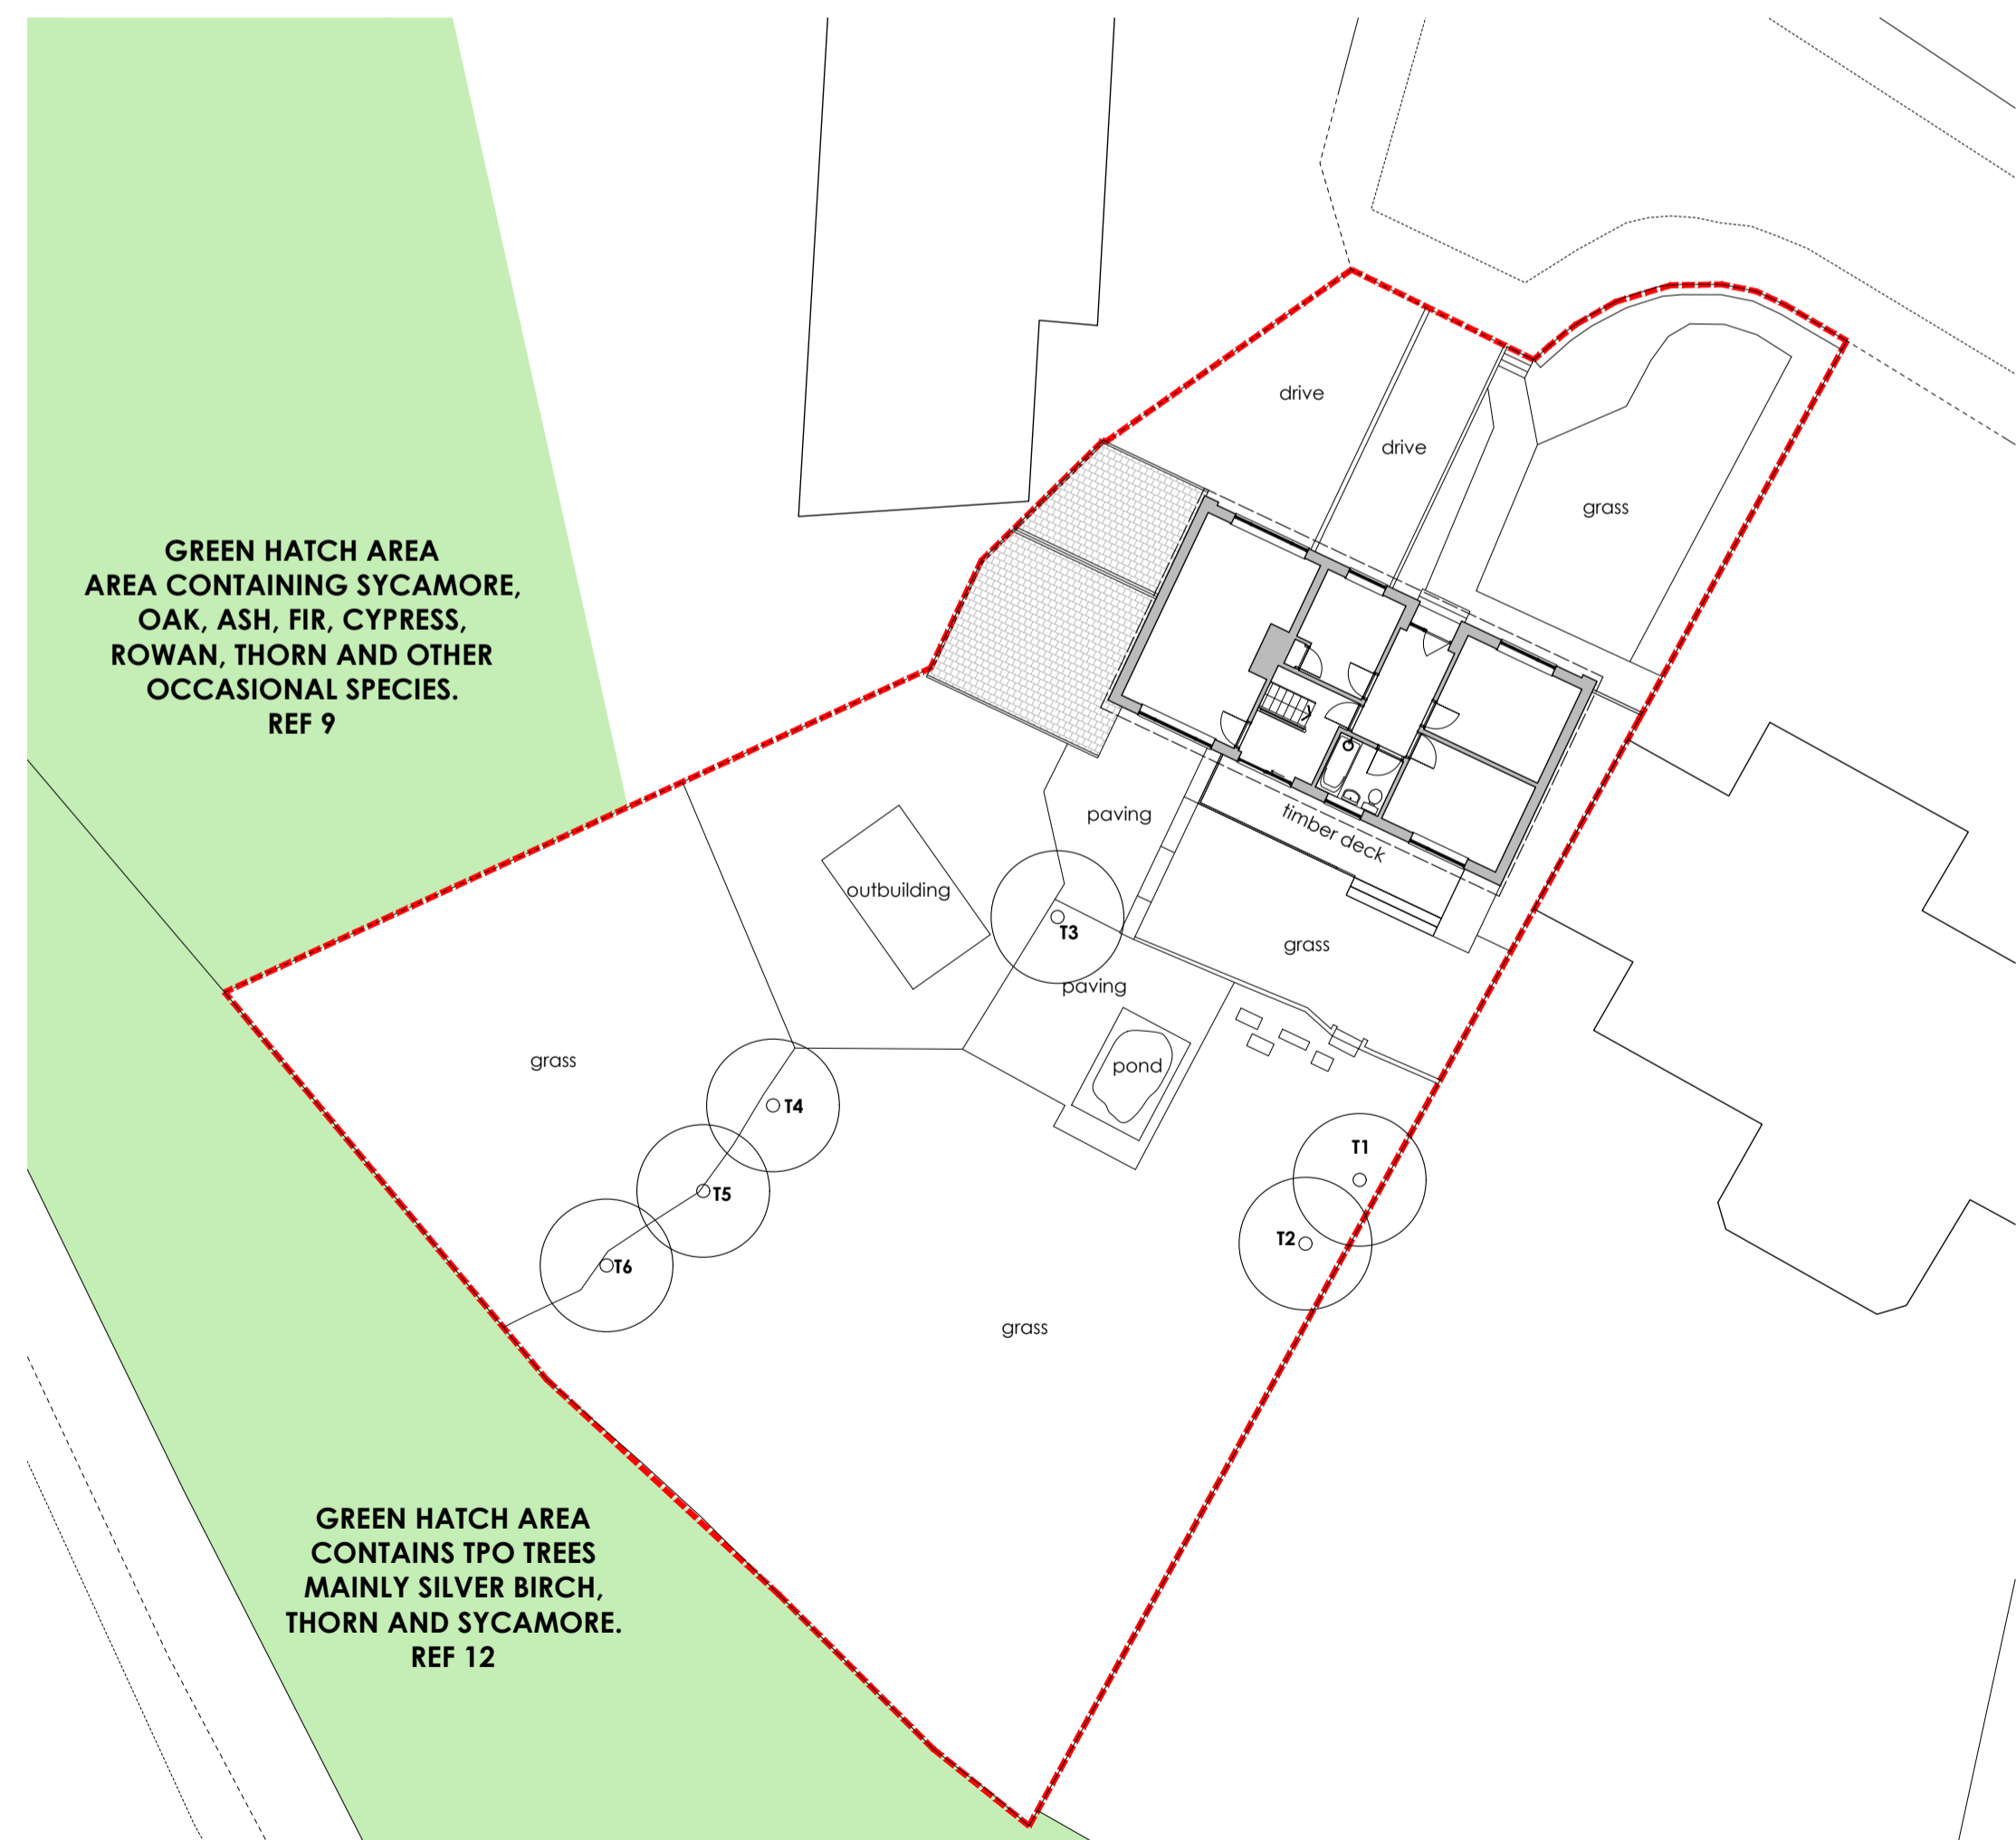 drive
drive
grass
GREEN HATCH AREA
AREA CONTAINING SYCAMORE,
OAK, ASH, FIR, CYPRESS,
ROWAN, THORN AND OTHER
OCCASIONAL SPECIES.
REF 9
paving
timber deck
outbuilding
T3
grass
paving
grass
pond
T4
T1
T5
T2
T6
grass
GREEN HATCH AREA
CONTAINS TPO TREES
MAINLY SILVER BIRCH,
THORN AND SYCAMORE.
REF 12